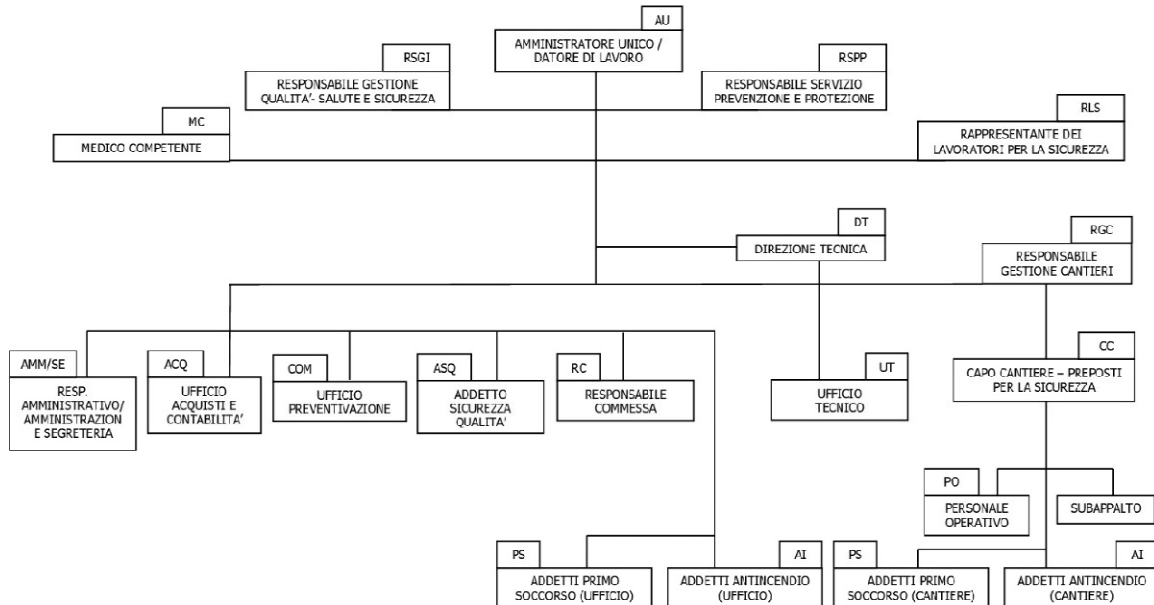 AU
AMMINISTRATORE UNICO /
DATORE DI LAVORO
RSGI
RESPONSABILE GESTIONE
QUALITA'- SALUTE E SICUREZZA
RSPP
RESPONSABILE SERVIZIO
PREVENZIONE E PROTEZIONE
MC
MEDICO COMPETENTE
RLS
RAPPRESENTANTE DEI
LAVORATORI PER LA SICUREZZA
DT
DIREZIONE TECNICA
RGC
RESPONSABILE
GESTIONE CANTIERI
AMM/SE
RESP.
AMMINISTRATIVO/
AMMINISTRAZION
E SEGRETERIA
ACQ
UFFICIO
ACQUISTI E
CONTABILITA'
COM
UFFICIO
PREVENTIVAZIONE
ASQ
ADDETTO
SICUREZZA
QUALITA'
RC
RESPONSABILE
COMMESSA
UT
UFFICIO
TECNICO
CC
CAPO CANTIERE – PREPOSTI
PER LA SICUREZZA
PO
PERSONALE
OPERATIVO
SUBAPPALTO
PS
ADDETTI PRIMO
SOCCORSO (UFFICIO)
AI
ADDETTI ANTINCENDIO
(UFFICIO)
PS
ADDETTI PRIMO
SOCCORSO (CANTIERE)
AI
ADDETTI ANTINCENDIO
(CANTIERE)